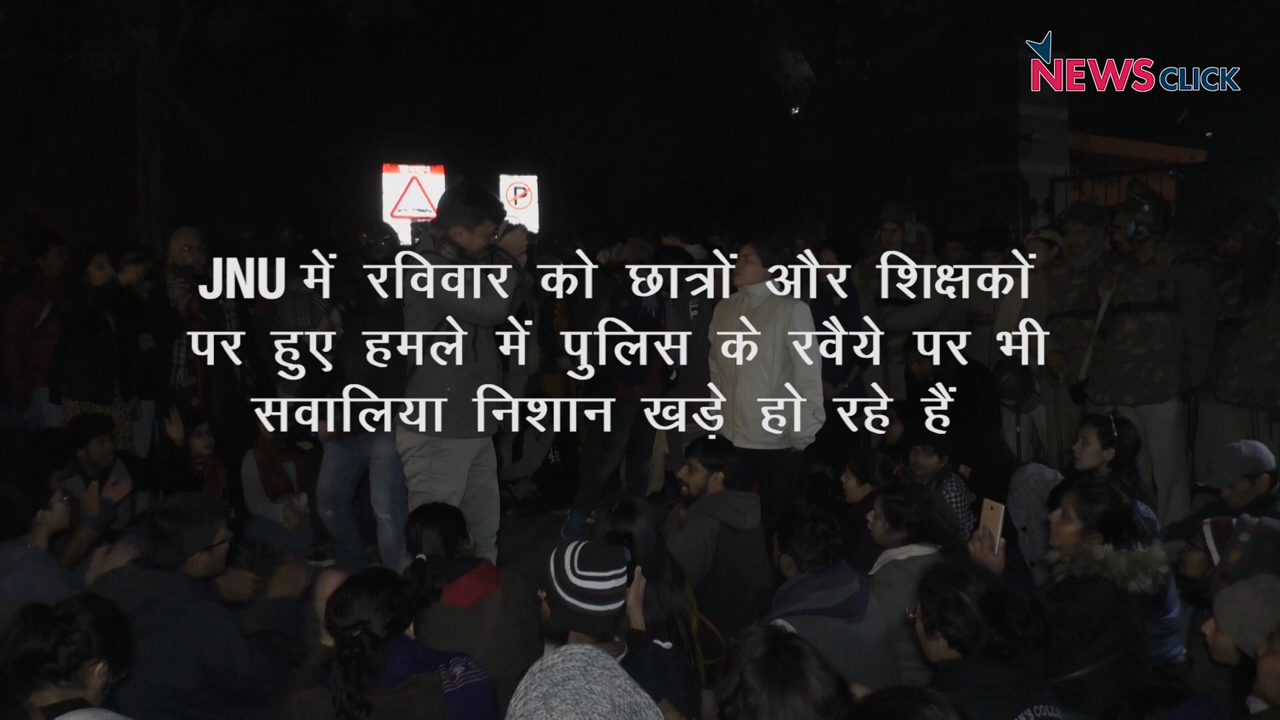 NEWSCLICK
P
JNU में रविवार को छात्रों और शिक्षकों
पर हुए हमले में पुलिस के रवैये पर भी
सवालिया निशान खड़े हो रहे हैं